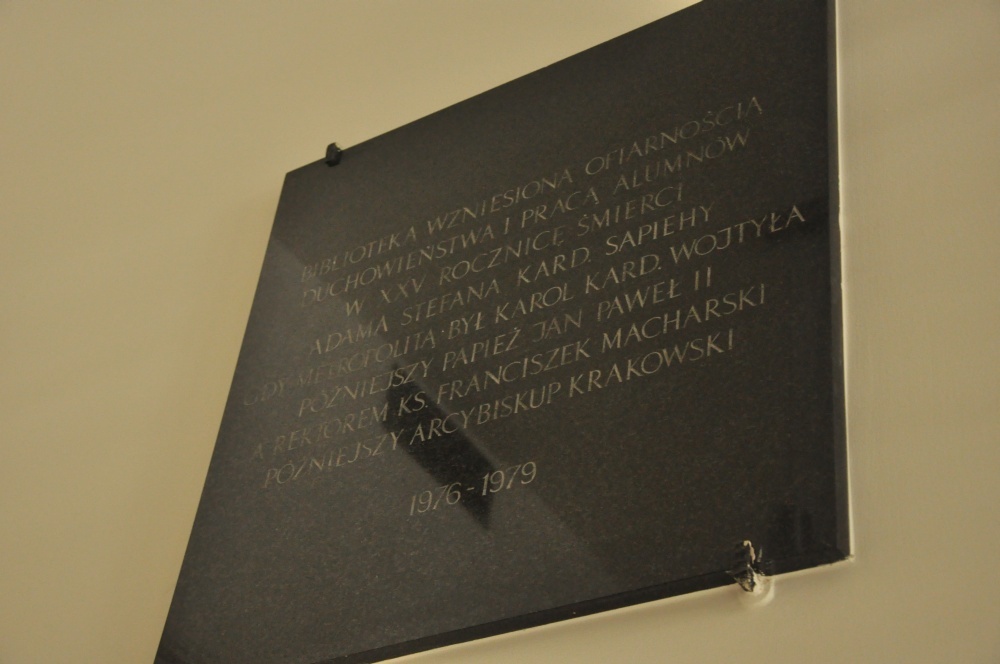 BIBLIOTEKA WZNIESIONA OFIARNOŚCIĄ
DUCHOWIEŃSTWA I PRACĄ ALUMNÓW
W XXV ROCZNICĘ ŚMIERCI
ADAMA STEFANA KARD. SAPIEHY
GDY METROPOLITĄ BYŁ KAROL KARD. WOJTYŁA
PÓŹNIEJSZY PAPIEŻ JAN PAWEŁ II
A REKTOREM KS. FRANCISZEK MACHARSKI
PÓŹNIEJSZY ARCYBISKUP KRAKOWSKI
1976-1979